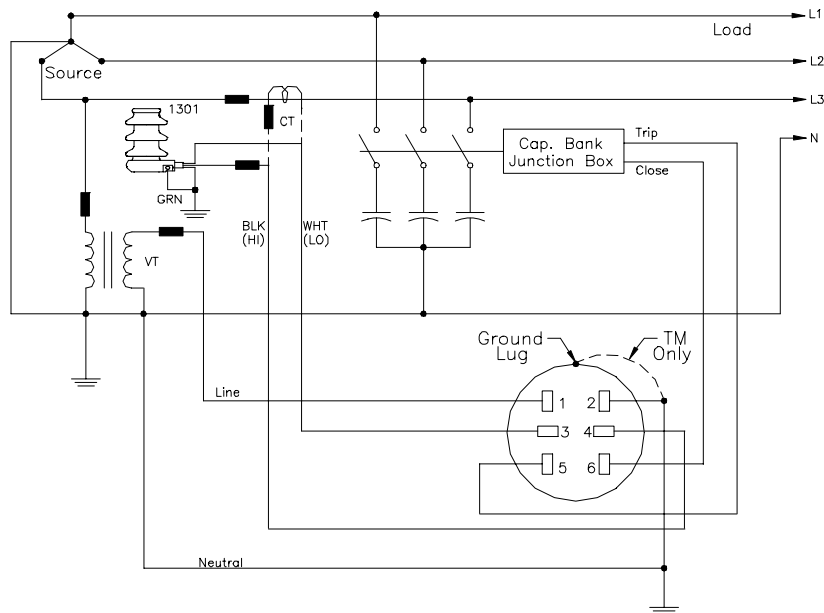 L1
Load
L2
Source
L3
1301
CT
N
Cap. Bank
Junction Box
Trip
Close
GRN
BLK
(HI)
WHT
(LO)
VT
Ground
Lug
TM
Only
Line
1 2
3 4
5 6
Neutral